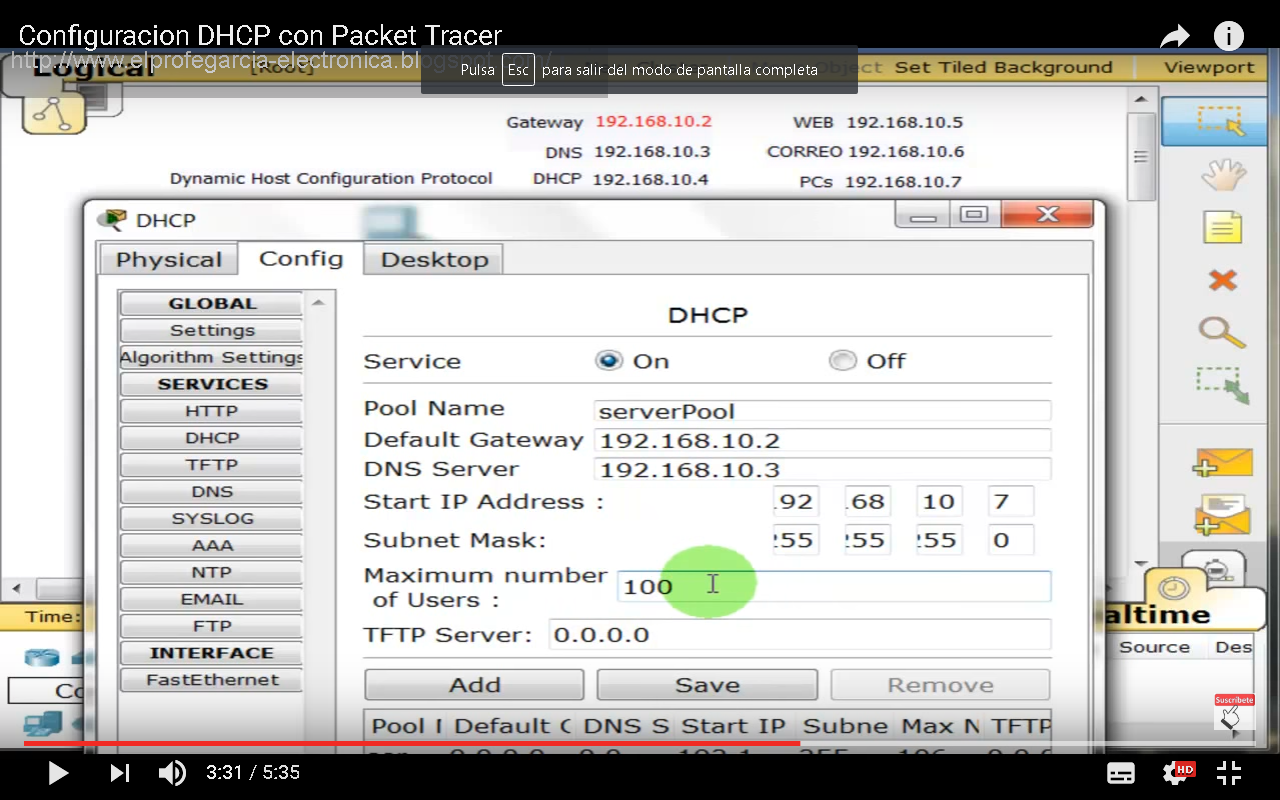 Configuracion DHCP con Packet Tracer
http://www.elprofegarcia-electronica.blogspot.com/
Logical [Root] Object Set Tiled Background Viewport
Pulsa Esc para salir del modo de pantalla completa
Gateway 192.168.10.2 WEB 192.168.10.5
DNS 192.168.10.3 CORREO 192.168.10.6
Dynamic Host Configuration Protocol DHCP 192.168.10.4 PCs 192.168.10.7
DHCP
Physical Config Desktop
GLOBAL
Settings
Algorithm Settings
SERVICES
HTTP
DHCP
TFTP
DNS
SYSLOG
AAA
NTP
EMAIL
FTP
INTERFACE
FastEthernet
DHCP
Service On Off
Pool Name serverPool
Default Gateway 192.168.10.2
DNS Server 192.168.10.3
Start IP Address : .92 .68 10 7
Subnet Mask: 255 255 255 0
Maximum number
of Users : 100
TFTP Server: 0.0.0.0
Add Save Remove
Pool Default DNS S Start IP Subne Max N TFTP
Time:
Co
altime
Source Des
Suscribete
3:31 / 5:35
HD